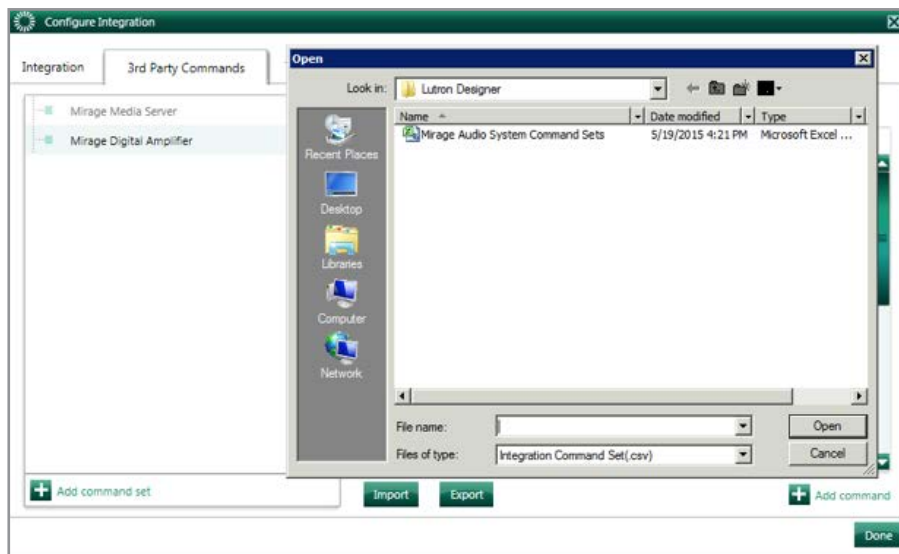 Configure Integration
Integration
3rd Party Commands
Mirage Media Server
Mirage Digital Amplifier
Open
Look in: Lutron Designer
Recent Places
Desktop
Libraries
Computer
Network
Name Date modified Type
Mirage Audio System Command Sets 5/19/2015 4:21 PM Microsoft Excel ...
File name:
Open
Files of type: Integration Command Set(.csv)
Cancel
Add command set
Import
Export
Add command
Done